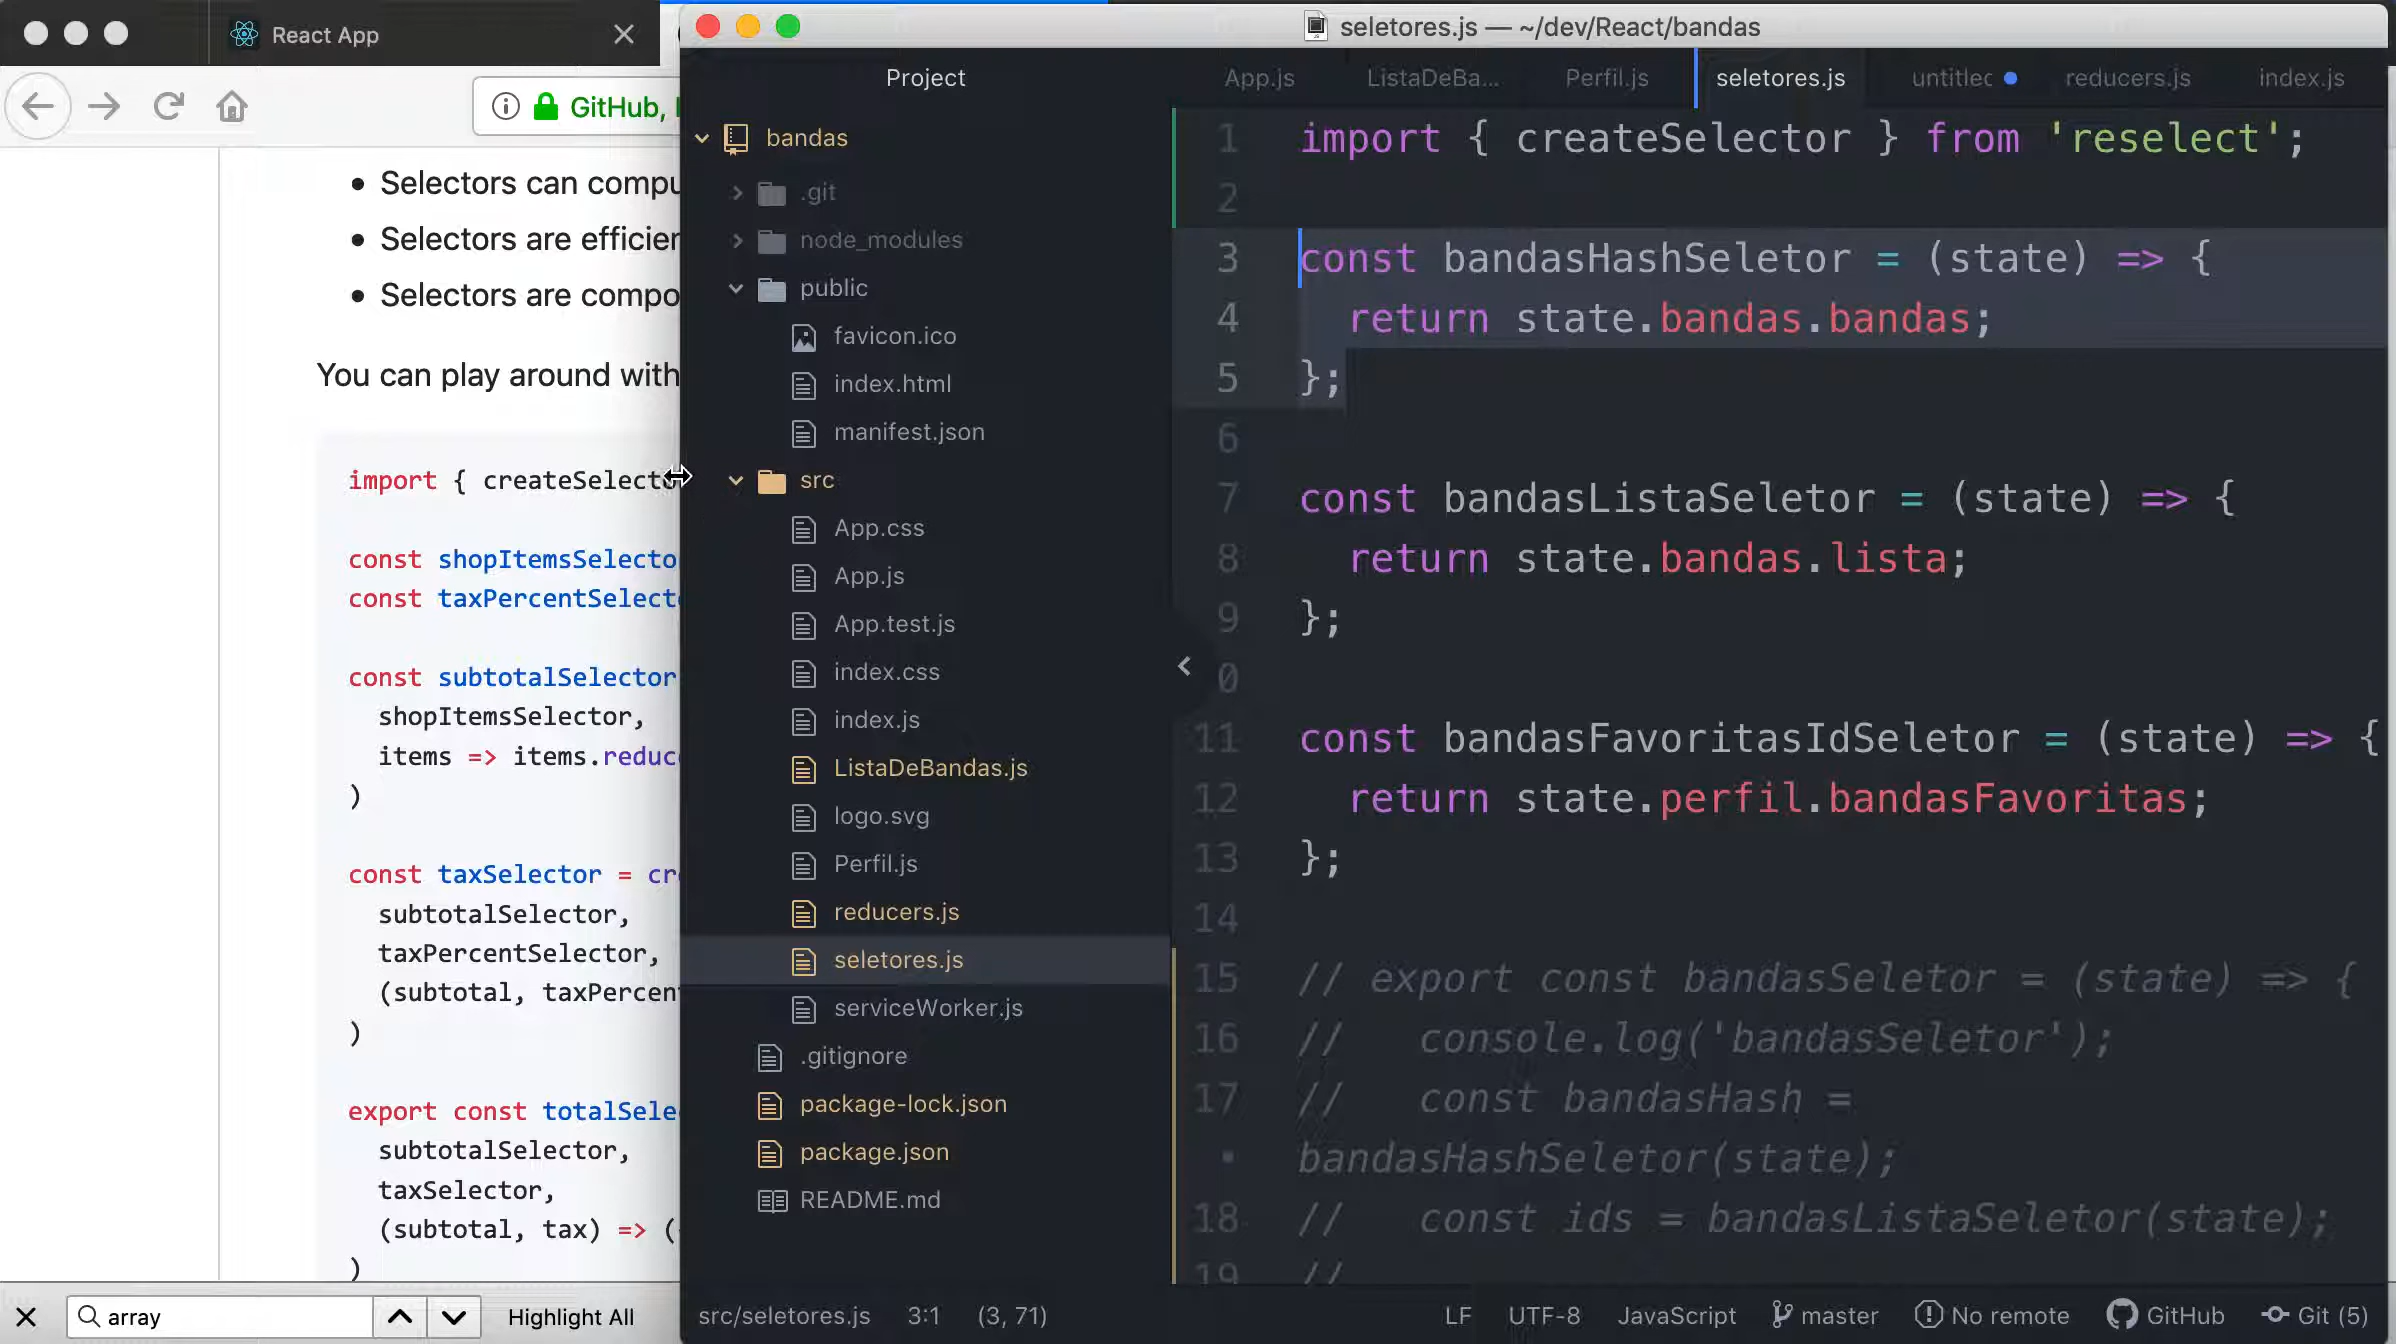 React App
GitHub, I
Selectors can compu
Selectors are efficien
Selectors are compo
You can play around with
import { createSelecto
const shopItemsSelecto
const taxPercentSelecto
const subtotalSelector
shopItemsSelector,
items => items.reduc
)
const taxSelector = cr
subtotalSelector,
taxPercentSelector,
(subtotal, taxPercen
)
export const totalSele
subtotalSelector,
taxSelector,
(subtotal, tax) => (
)
array
Highlight All
seletores.js — ~/dev/React/bandas
Project
App.js
ListaDeBa...
Perfil.js
seletores.js
untitlec
reducers.js
index.js
bandas
.git
node_modules
public
favicon.ico
index.html
manifest.json
src
App.css
App.js
App.test.js
index.css
index.js
ListaDeBandas.js
logo.svg
Perfil.js
reducers.js
seletores.js
serviceWorker.js
.gitignore
package-lock.json
package.json
README.md
1 import { createSelector } from 'reselect';
2
3 const bandasHashSeletor = (state) => {
4 return state.bandas.bandas;
5 };
6
7 const bandasListaSeletor = (state) => {
8 return state.bandas.lista;
9 };
0
11 const bandasFavoritasIdSeletor = (state) => {
12 return state.perfil.bandasFavoritas;
13 };
14
15 // export const bandasSeletor = (state) => {
16 // console.log('bandasSeletor');
17 // const bandasHash =
• bandasHashSeletor(state);
18 // const ids = bandasListaSeletor(state);
19 //
src/seletores.js 3:1 (3, 71)
LF UTF-8 JavaScript master No remote GitHub Git (5)